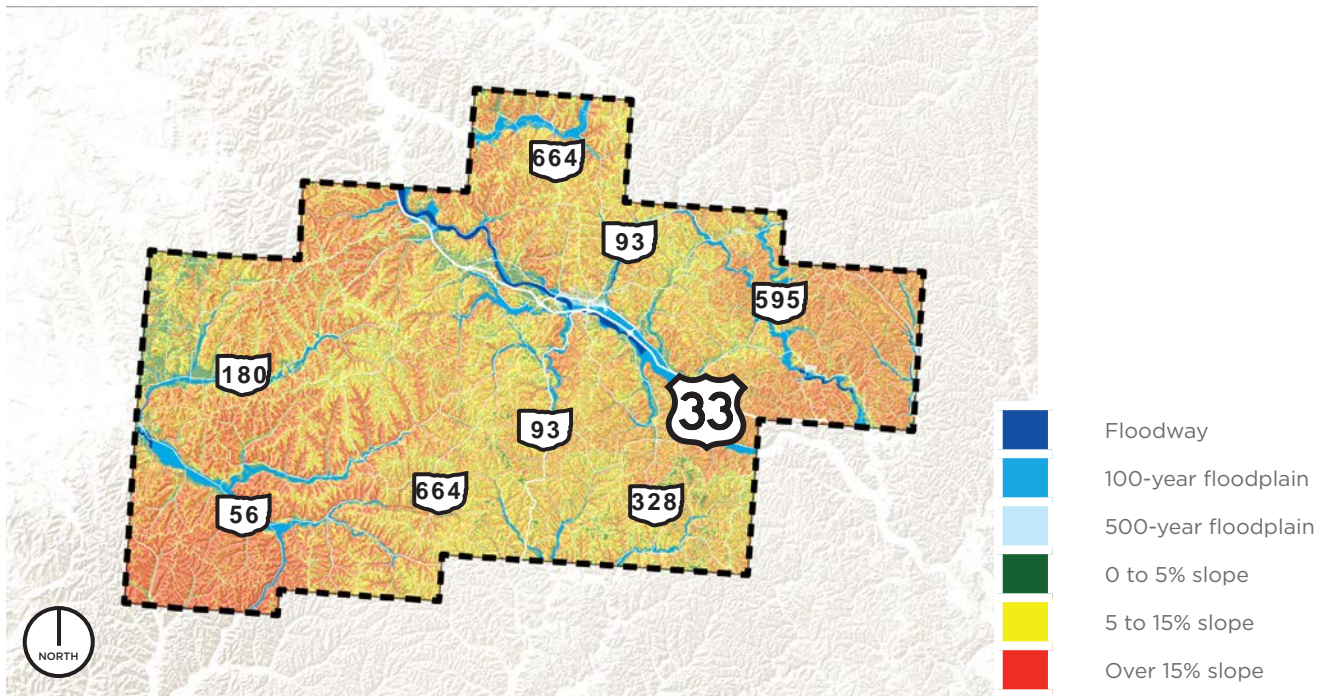 664
93
595
180
33
93
664
328
56
NORTH
Floodway
100-year floodplain
500-year floodplain
0 to 5% slope
5 to 15% slope
Over 15% slope